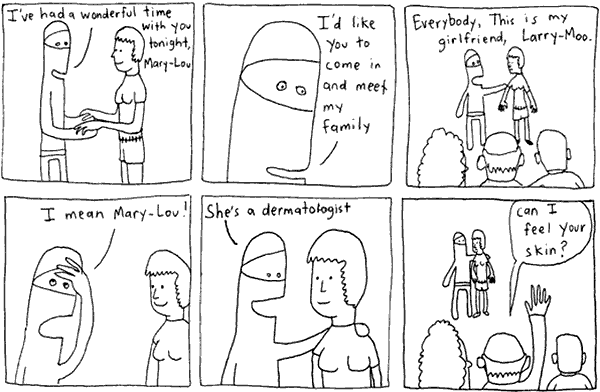 I've had a wonderful time
with you
tonight,
Mary-Lou
I'd like
you to
come in
and meet
my
family
Everybody, This is my
girlfriend, Larry-Moo.
I mean Mary-Lou!
She's a dermatologist
can I
feel your
skin?